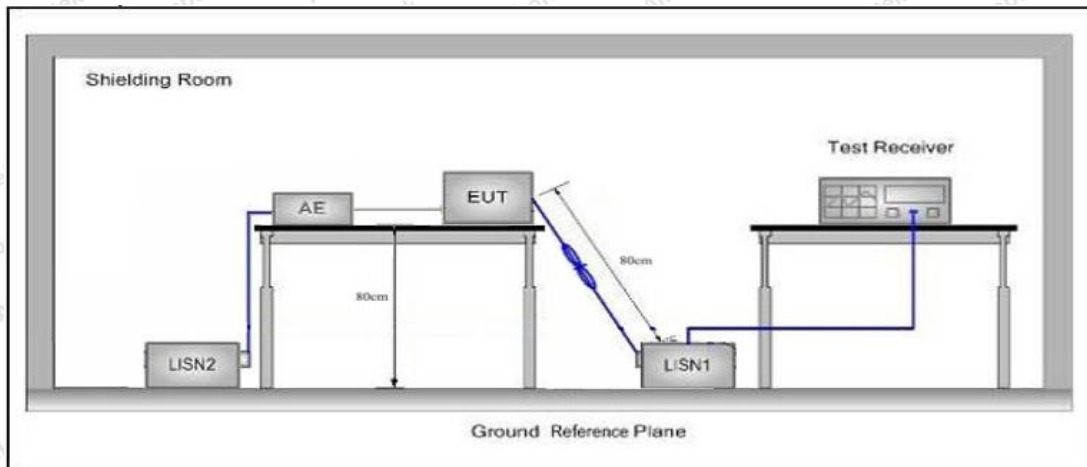 Shielding Room
Test Receiver
AE
EUT
80cm
80cm
LISN2
LISN1
Ground Reference Plane